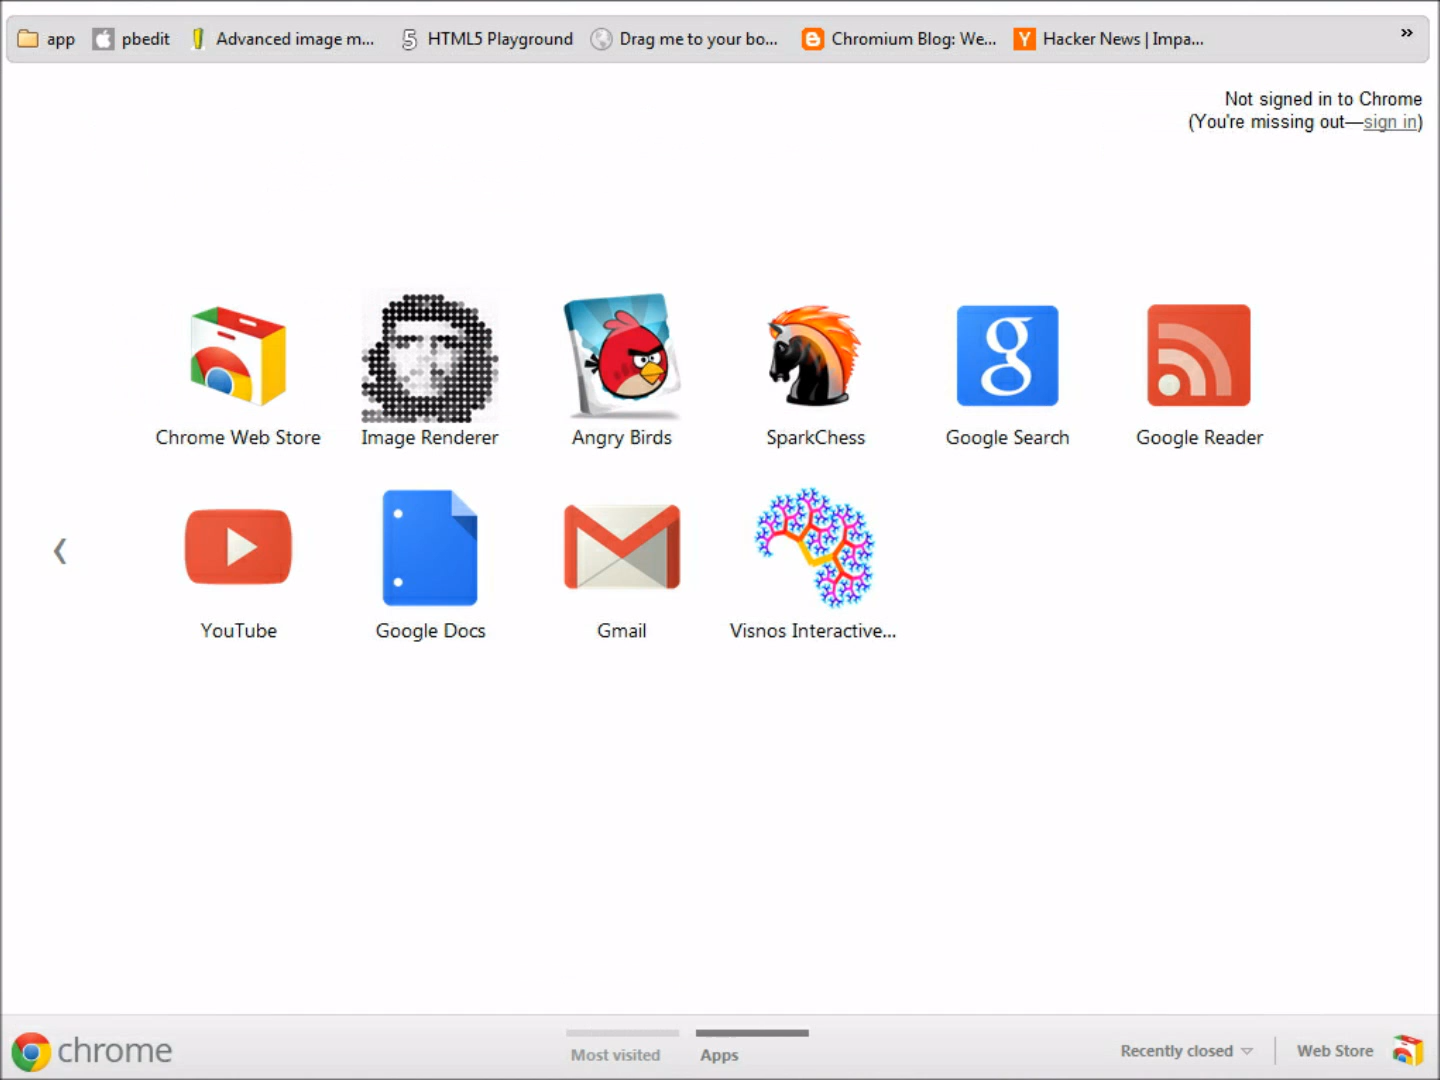 app pbedit Advanced image m... HTML5 Playground Drag me to your bo... Chromium Blog: We... Hacker News | Impa... »
Not signed in to Chrome
(You're missing out—sign in)
Chrome Web Store Image Renderer Angry Birds SparkChess Google Search Google Reader
YouTube Google Docs Gmail Visnos Interactive...
chrome Most visited Apps Recently closed Web Store